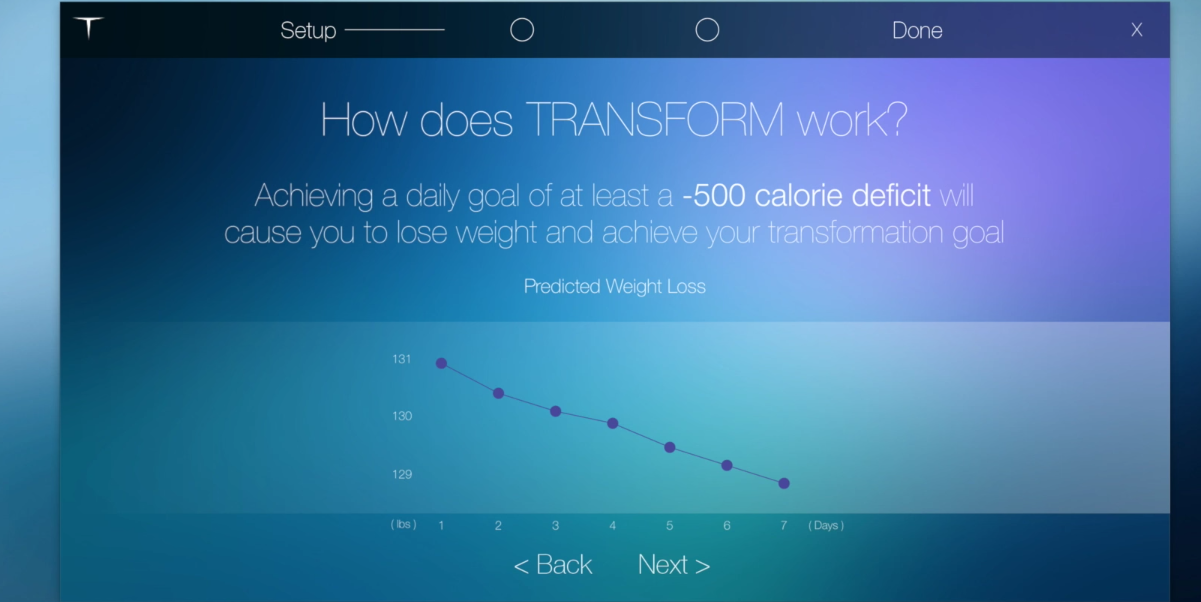 T Setup Done X
How does TRANSFORM work?
Achieving a daily goal of at least a -500 calorie deficit will
cause you to lose weight and achieve your transformation goal
Predicted Weight Loss
131
130
129
( lbs ) 1 2 3 4 5 6 7 ( Days )
< Back Next >